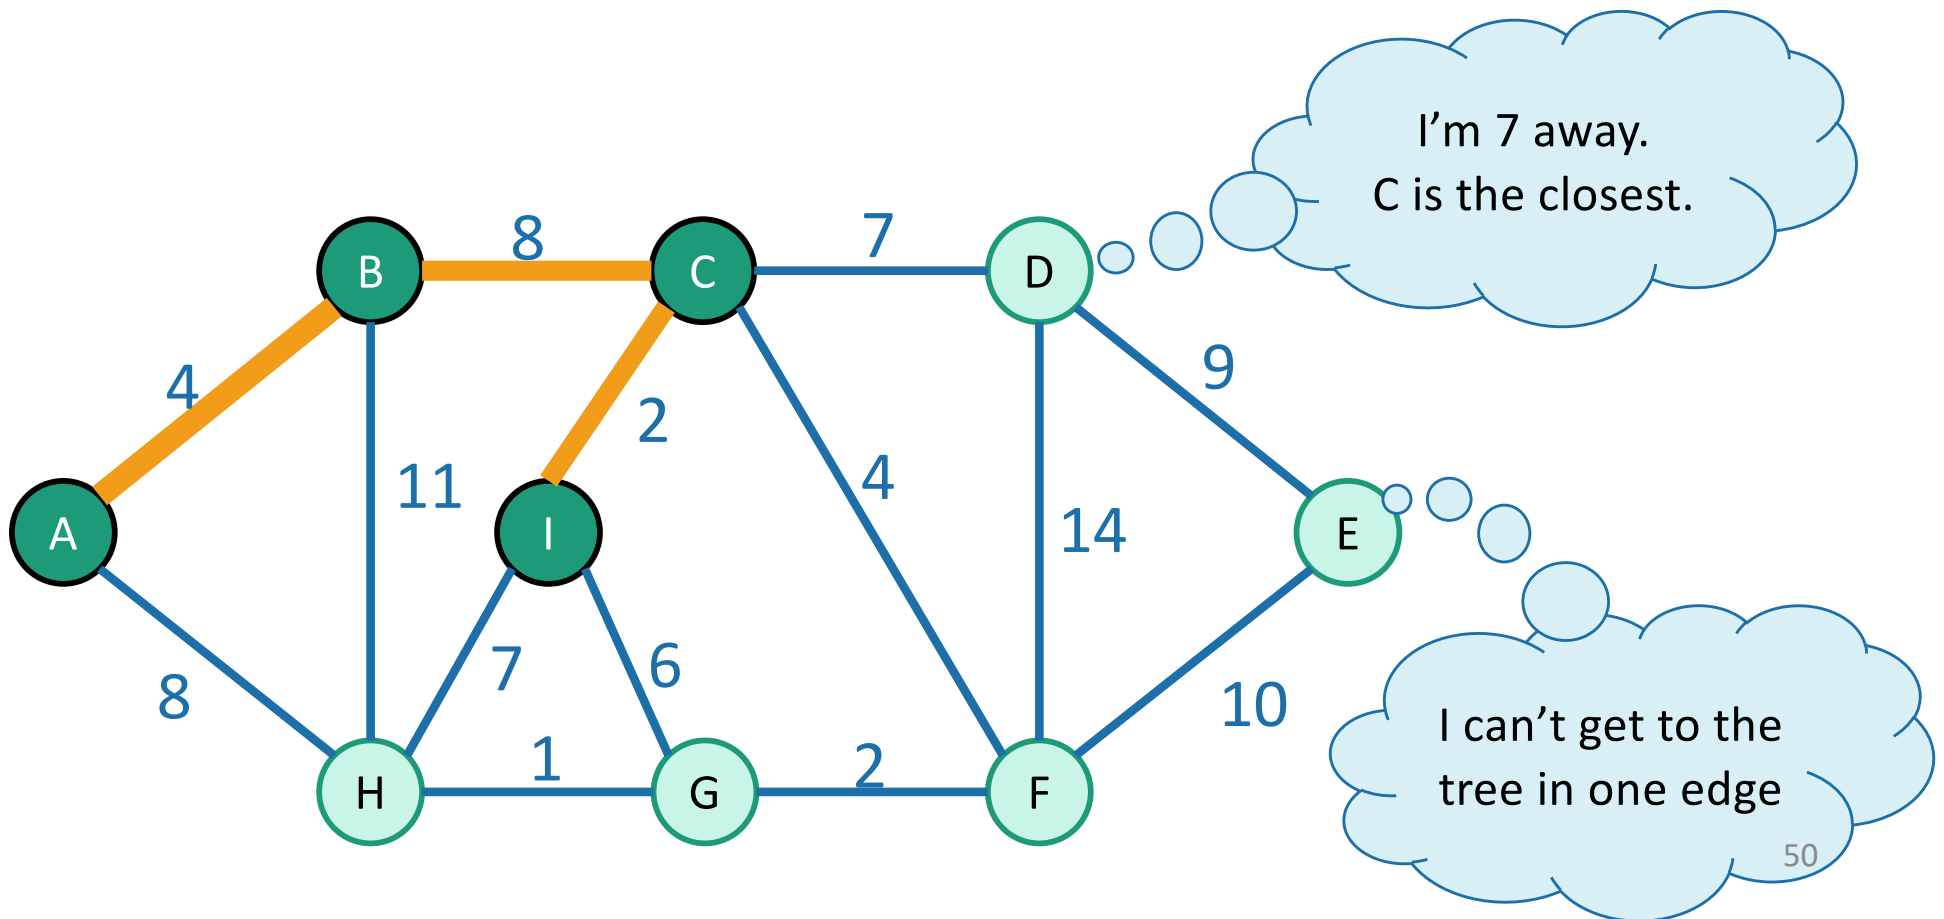 I’m 7 away.
C is the closest.
8
7
B
C
D
9
4
2
11
4
14
A
I
E
7
6
8
10
I can’t get to the
tree in one edge
1
2
H
G
F
50